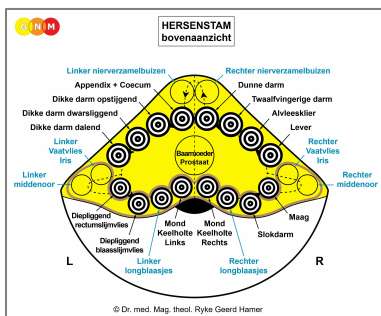 GNM
HERSENSTAM
bovenaanzicht
Linker nierverzamelbuizen
Rechter nierverzamelbuizen
Appendix + Coecum
Dunne darm
Dikke darm opstijgend
Twaalfvingerige darm
Dikke darm dwarsliggend
Alvleesklier
Dikke darm dalend
Lever
Linker
Vaatvlies
Iris
Rechter
Vaatvlies
Iris
Baarmoeder
Prostaat
Linker
middenoor
Rechter
middenoor
Diepliggend
rectumslijmvlies
Mond
Keelholte
Links
Mond
Keelholte
Rechts
Maag
Slokdarm
Diepliggend
blaasslijmvlies
Linker
longblaasjes
Rechter
longblaasjes
L
R
© Dr. med. Mag. theol. Ryke Geerd Hamer